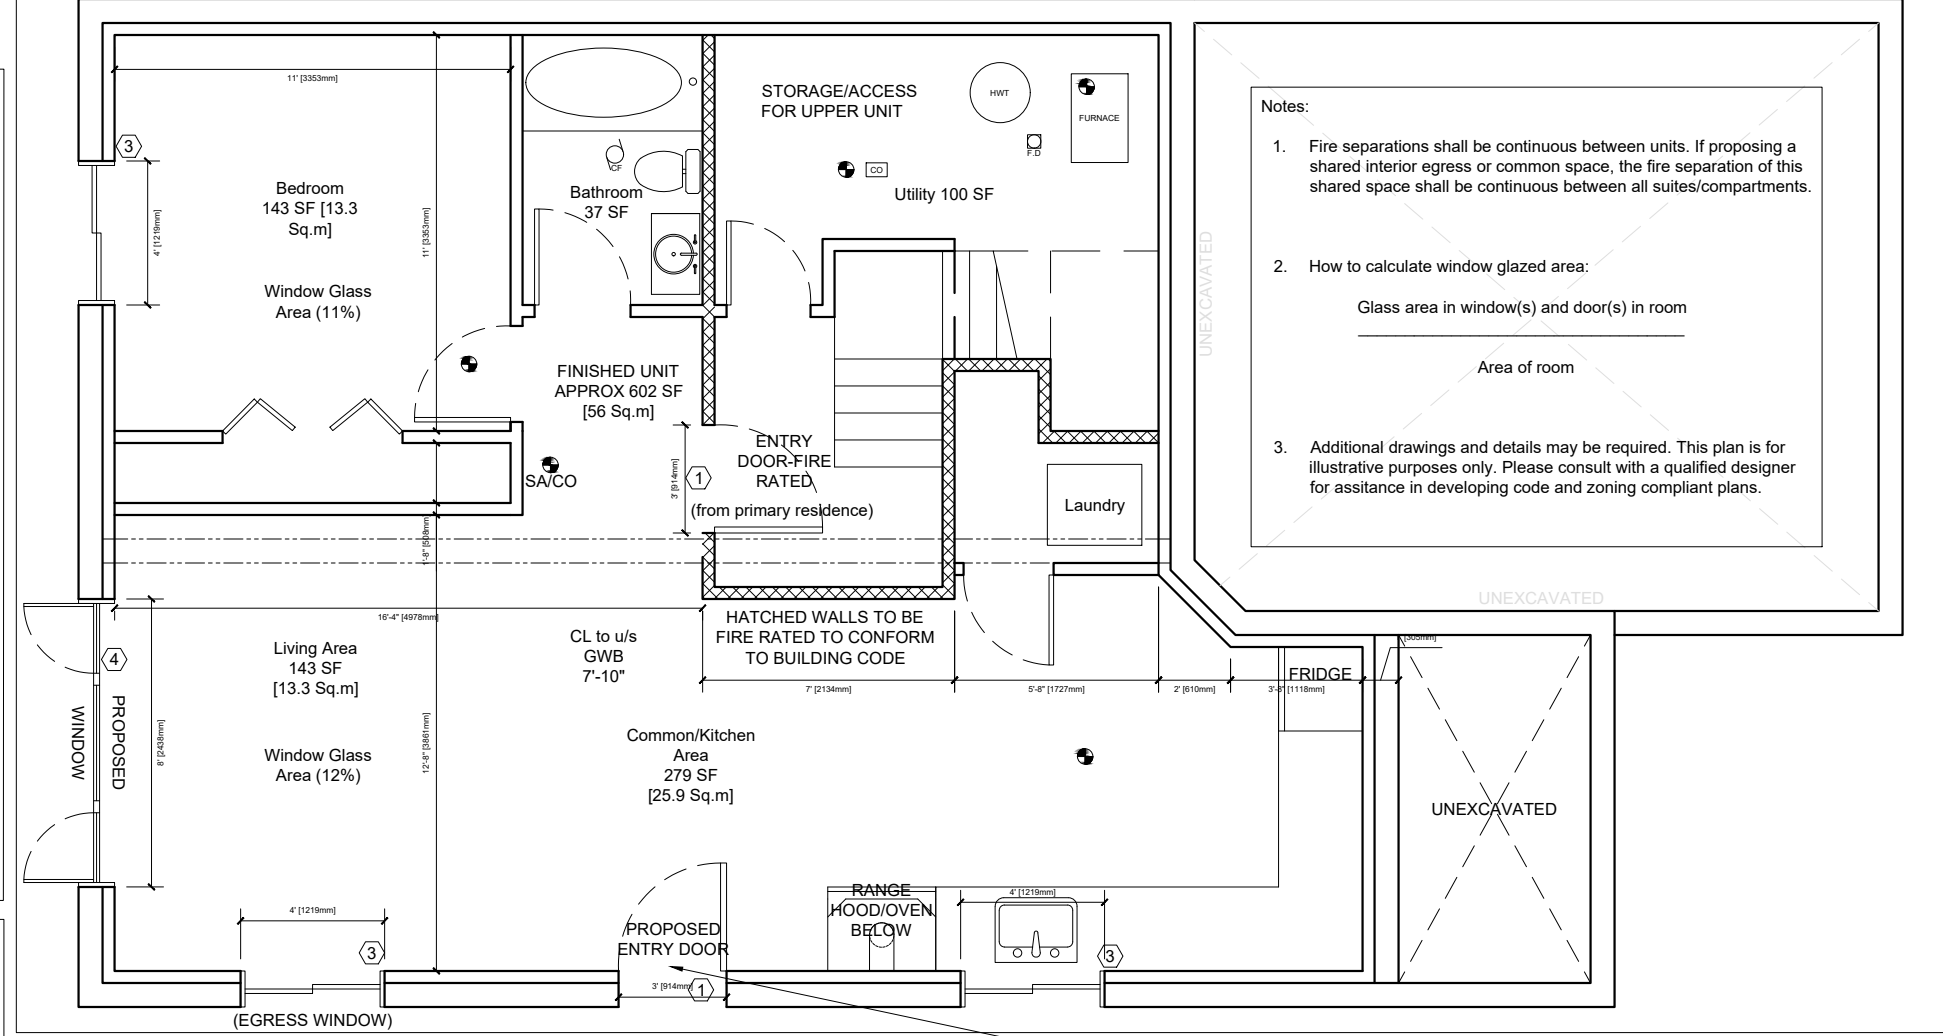 11' [3353mm]
3
4' [1219mm]
Bedroom
143 SF [13.3
Sq.m]
Window Glass
Area (11%)
11' [3353mm]
CF
Bathroom
37 SF
STORAGE/ACCESS
FOR UPPER UNIT
HWT
FURNACE
F.D
CO
Utility 100 SF
FINISHED UNIT
APPROX 602 SF
[56 Sq.m]
SA/CO
3' [914mm]
1
ENTRY
DOOR-FIRE
RATED
(from primary residence)
Laundry
1'-8" [508mm]
16'-4" [4978mm]
HATCHED WALLS TO BE
FIRE RATED TO CONFORM
TO BUILDING CODE
7' [2134mm]
5'-8" [1727mm]
2' [610mm]
3'-8" [1118mm]
[305mm]
FRIDGE
4
PROPOSED
WINDOW
8' [2438mm]
Living Area
143 SF
[13.3 Sq.m]
Window Glass
Area (12%)
12'-8" [3861mm]
CL to u/s
GWB
7'-10"
Common/Kitchen
Area
279 SF
[25.9 Sq.m]
4' [1219mm]
3
(EGRESS WINDOW)
PROPOSED
ENTRY DOOR
3' [914mm]
1
RANGE
HOOD/OVEN
BELOW
4' [1219mm]
3
UNEXCAVATED
UNEXCAVATED
UNEXCAVATED
Notes:
1. Fire separations shall be continuous between units. If proposing a
shared interior egress or common space, the fire separation of this
shared space shall be continuous between all suites/compartments.
2. How to calculate window glazed area:
Glass area in window(s) and door(s) in room
Area of room
3. Additional drawings and details may be required. This plan is for
illustrative purposes only. Please consult with a qualified designer
for assitance in developing code and zoning compliant plans.